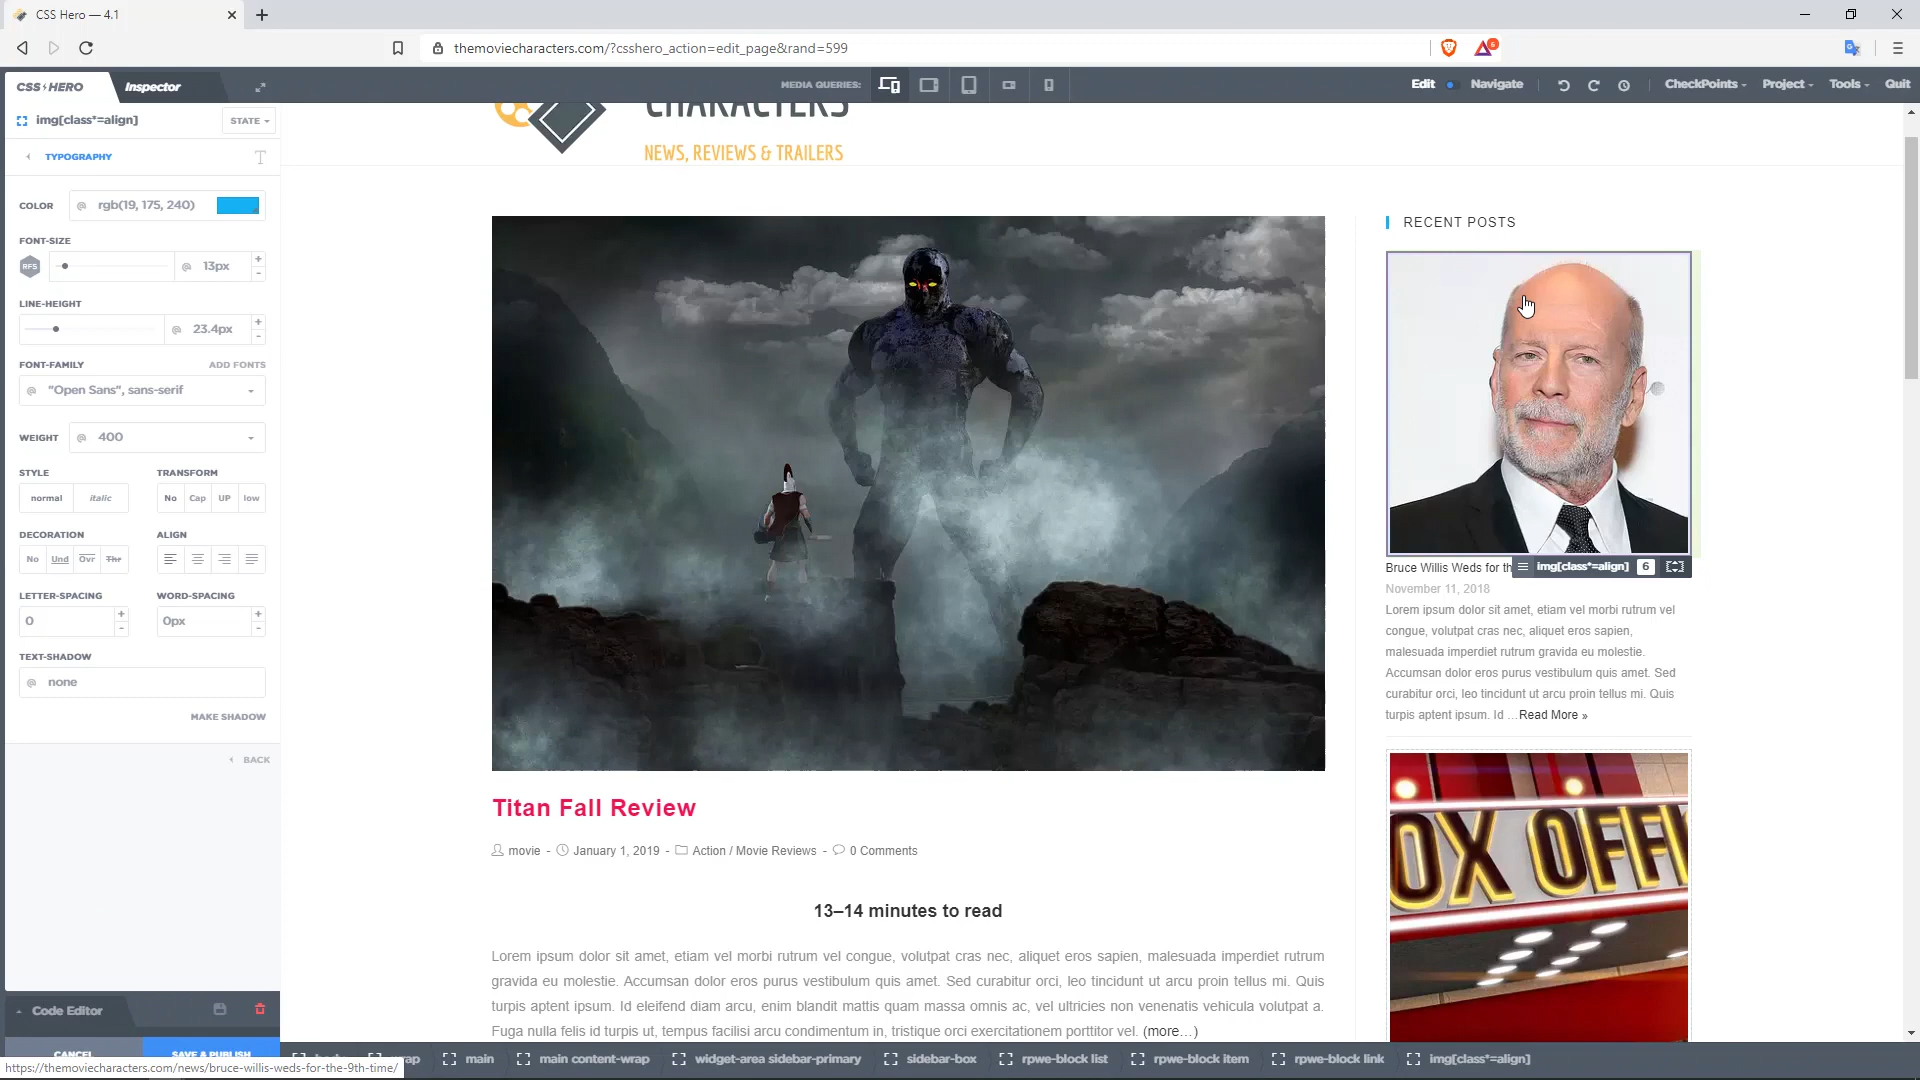 CSS Hero — 4.1
themoviecharacters.com/?csshero_action=edit_page&rand=599
6
CSS HERO
Inspector
MEDIA QUERIES:
Edit
Navigate
CheckPoints
Project
Tools
Quit
img[class*=align]
STATE
TYPOGRAPHY
COLOR
@ rgb(19, 175, 240)
FONT-SIZE
RFS
@ 13px
+
-
LINE-HEIGHT
@ 23.4px
+
-
FONT-FAMILY
ADD FONTS
@ "Open Sans", sans-serif
WEIGHT
@ 400
STYLE
TRANSFORM
normal
italic
No
Cap
UP
low
DECORATION
ALIGN
No
Und
Ovr
Thr
LETTER-SPACING
WORD-SPACING
0
+
-
0px
+
-
TEXT-SHADOW
@ none
MAKE SHADOW
BACK
Code Editor
CANCEL
SAVE & PUBLISH
CHARACTERS
NEWS, REVIEWS & TRAILERS
Titan Fall Review
movie - January 1, 2019 - Action / Movie Reviews - 0 Comments
13–14 minutes to read
Lorem ipsum dolor sit amet, etiam vel morbi rutrum vel congue, volutpat cras nec, aliquet eros sapien, malesuada imperdiet rutrum
gravida eu molestie. Accumsan dolor eros purus vestibulum quis amet. Sed curabitur orci, leo tincidunt ut arcu proin tellus mi. Quis
turpis aptent ipsum. Id eleifend diam arcu, enim blandit mattis quam massa omnis ac, vel ultricies non venenatis vehicula volutpat a.
Fuga nulla felis id turpis ut, tempus facilisi arcu condimentum in, tristique orci exercitationem porttitor vel. (more…)
RECENT POSTS
Bruce Willis Weds for th
img[class*=align] 6
November 11, 2018
Lorem ipsum dolor sit amet, etiam vel morbi rutrum vel
congue, volutpat cras nec, aliquet eros sapien,
malesuada imperdiet rutrum gravida eu molestie.
Accumsan dolor eros purus vestibulum quis amet. Sed
curabitur orci, leo tincidunt ut arcu proin tellus mi. Quis
turpis aptent ipsum. Id … Read More »
OX OFFI
main
main content-wrap
widget-area sidebar-primary
sidebar-box
rpwe-block list
rpwe-block item
rpwe-block link
img[class*=align]
https://themoviecharacters.com/news/bruce-willis-weds-for-the-9th-time/